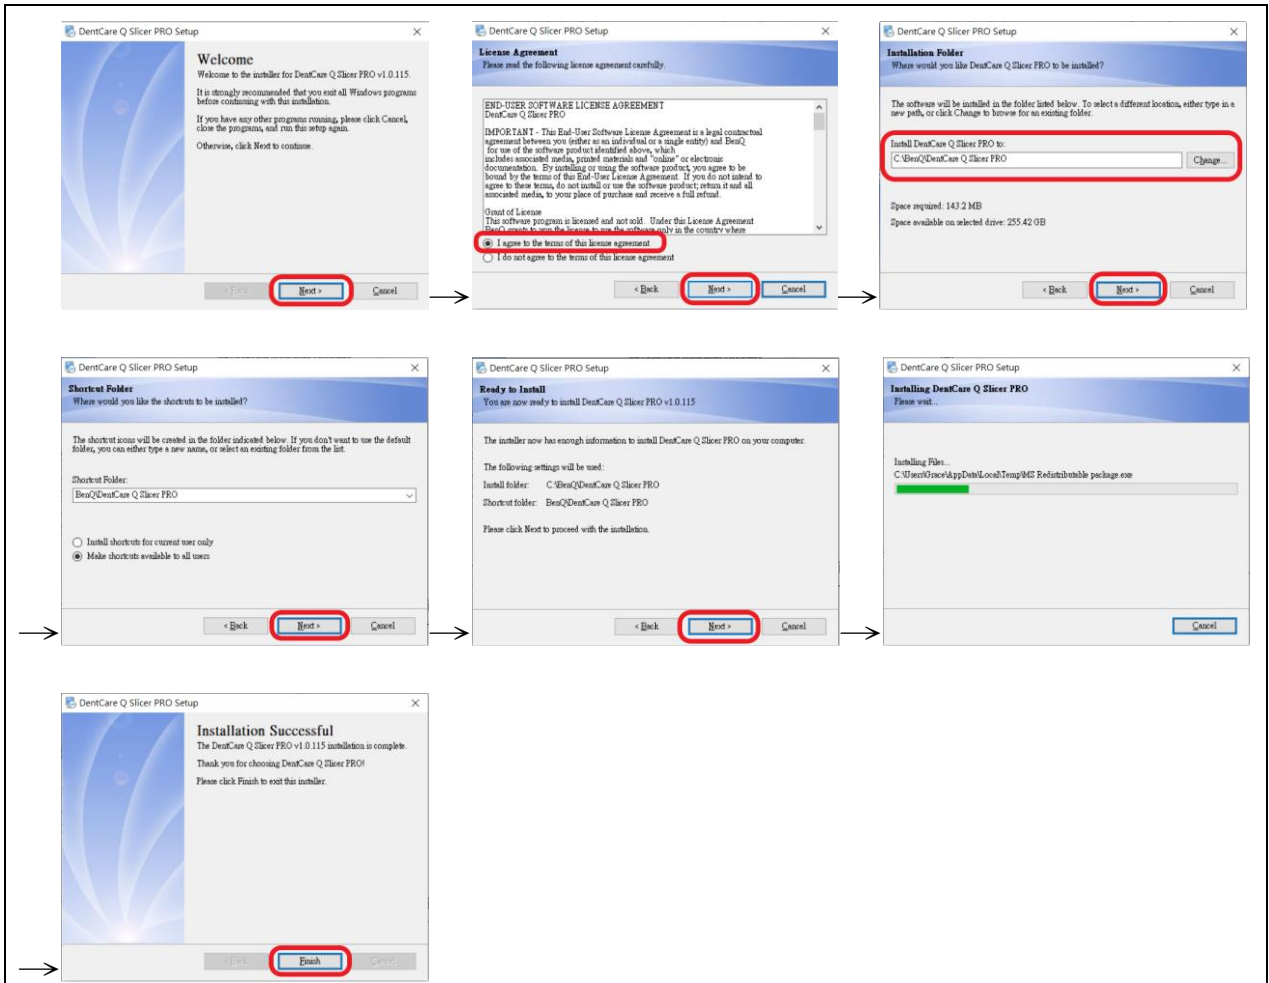 DentCare Q Slicer PRO Setup
Welcome
Welcome to the installer for DentCare Q Slicer PRO v1.0.115.
It is strongly recommended that you exit all Windows programs
before continuing with this installation.
If you have any other programs running, please click Cancel,
close the programs, and run this setup again.
Otherwise, click Next to continue.
< Back
Next >
Cancel
DentCare Q Slicer PRO Setup
License Agreement
Please read the following license agreement carefully.
END-USER SOFTWARE LICENSE AGREEMENT
DentCare Q Slicer PRO
IMPORTANT - This End-User Software License Agreement is a legal contractual
agreement between you (either as an individual or a single entity) and BenQ
for use of the software product identified above, which
includes associated media, printed materials and "online" or electronic
documentation. By installing or using the software product, you agree to be
bound by the terms of this End-User License Agreement. If you do not intend to
agree to these terms, do not install or use the software product; return it and all
associated media, to your place of purchase and receive a full refund.
Grant of License
This software program is licensed and not sold. Under this License Agreement
BenQ grants to you the license to use the software only in the country where
I agree to the terms of this license agreement
I do not agree to the terms of this license agreement
< Back
Next >
Cancel
DentCare Q Slicer PRO Setup
Installation Folder
Where would you like DentCare Q Slicer PRO to be installed?
The software will be installed in the folder listed below. To select a different location, either type in a
new path, or click Change to browse for an existing folder.
Install DentCare Q Slicer PRO to:
C:\BenQ\DentCare Q Slicer PRO
Change...
Space required: 143.2 MB
Space available on selected drive: 255.42 GB
< Back
Next >
Cancel
DentCare Q Slicer PRO Setup
Shortcut Folder
Where would you like the shortcuts to be installed?
The shortcut icons will be created in the folder indicated below. If you don't want to use the default
folder, you can either type a new name, or select an existing folder from the list.
Shortcut Folder:
BenQ\DentCare Q Slicer PRO
Install shortcuts for current user only
Make shortcuts available to all users
< Back
Next >
Cancel
DentCare Q Slicer PRO Setup
Ready to Install
You are now ready to install DentCare Q Slicer PRO v1.0.115
The installer now has enough information to install DentCare Q Slicer PRO on your computer.
The following settings will be used:
Install folder: C:\BenQ\DentCare Q Slicer PRO
Shortcut folder: BenQ\DentCare Q Slicer PRO
Please click Next to proceed with the installation.
< Back
Next >
Cancel
DentCare Q Slicer PRO Setup
Installing DentCare Q Slicer PRO
Please wait...
Installing Files...
C:\Users\Grace\AppData\Local\Temp\MS Redistributable package.exe
Cancel
DentCare Q Slicer PRO Setup
Installation Successful
The DentCare Q Slicer PRO v1.0.115 installation is complete.
Thank you for choosing DentCare Q Slicer PRO!
Please click Finish to exit this installer.
< Back
Finish
Cancel